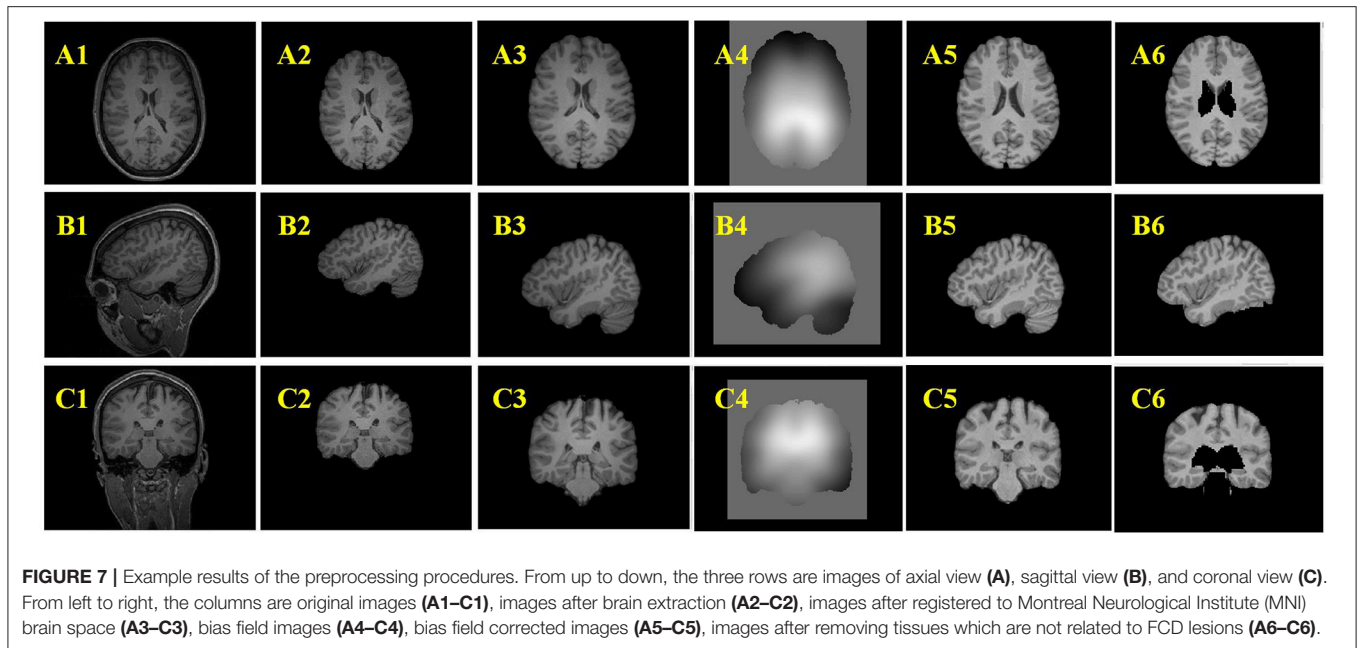 A1 A2 A3 A4 A5 A6
B1 B2 B3 B4 B5 B6
C1 C2 C3 C4 C5 C6
FIGURE 7 | Example results of the preprocessing procedures. From up to down, the three rows are images of axial view (A), sagittal view (B), and coronal view (C).
From left to right, the columns are original images (A1–C1), images after brain extraction (A2–C2), images after registered to Montreal Neurological Institute (MNI)
brain space (A3–C3), bias field images (A4–C4), bias field corrected images (A5–C5), images after removing tissues which are not related to FCD lesions (A6–C6).